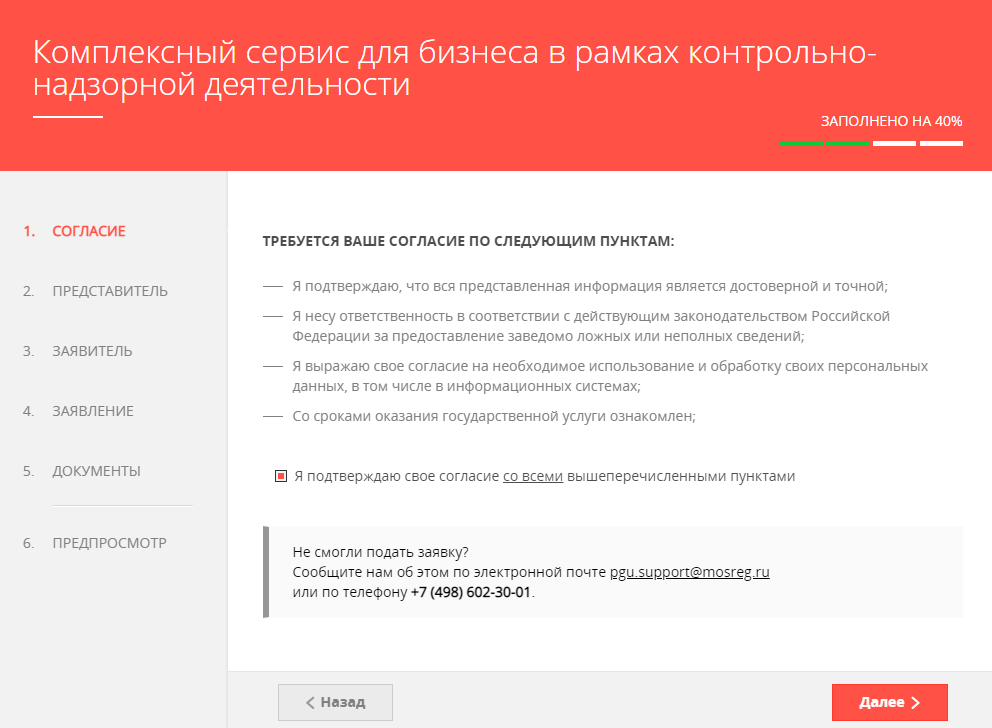 Комплексный сервис для бизнеса в рамках контрольно-
надзорной деятельности
ЗАПОЛНЕНО НА 40%
1. СОГЛАСИЕ
2. ПРЕДСТАВИТЕЛЬ
3. ЗАЯВИТЕЛЬ
4. ЗАЯВЛЕНИЕ
5. ДОКУМЕНТЫ
6. ПРЕДПРОСМОТР
ТРЕБУЕТСЯ ВАШЕ СОГЛАСИЕ ПО СЛЕДУЮЩИМ ПУНКТАМ:
— Я подтверждаю, что вся представленная информация является достоверной и точной;
— Я несу ответственность в соответствии с действующим законодательством Российской
Федерации за предоставление заведомо ложных или неполных сведений;
— Я выражаю свое согласие на необходимое использование и обработку своих персональных
данных, в том числе в информационных системах;
— Со сроками оказания государственной услуги ознакомлен;
Я подтверждаю свое согласие со всеми вышеперечисленными пунктами
Не смогли подать заявку?
Сообщите нам об этом по электронной почте pgu.support@mosreg.ru
или по телефону +7 (498) 602-30-01.
Назад
Далее